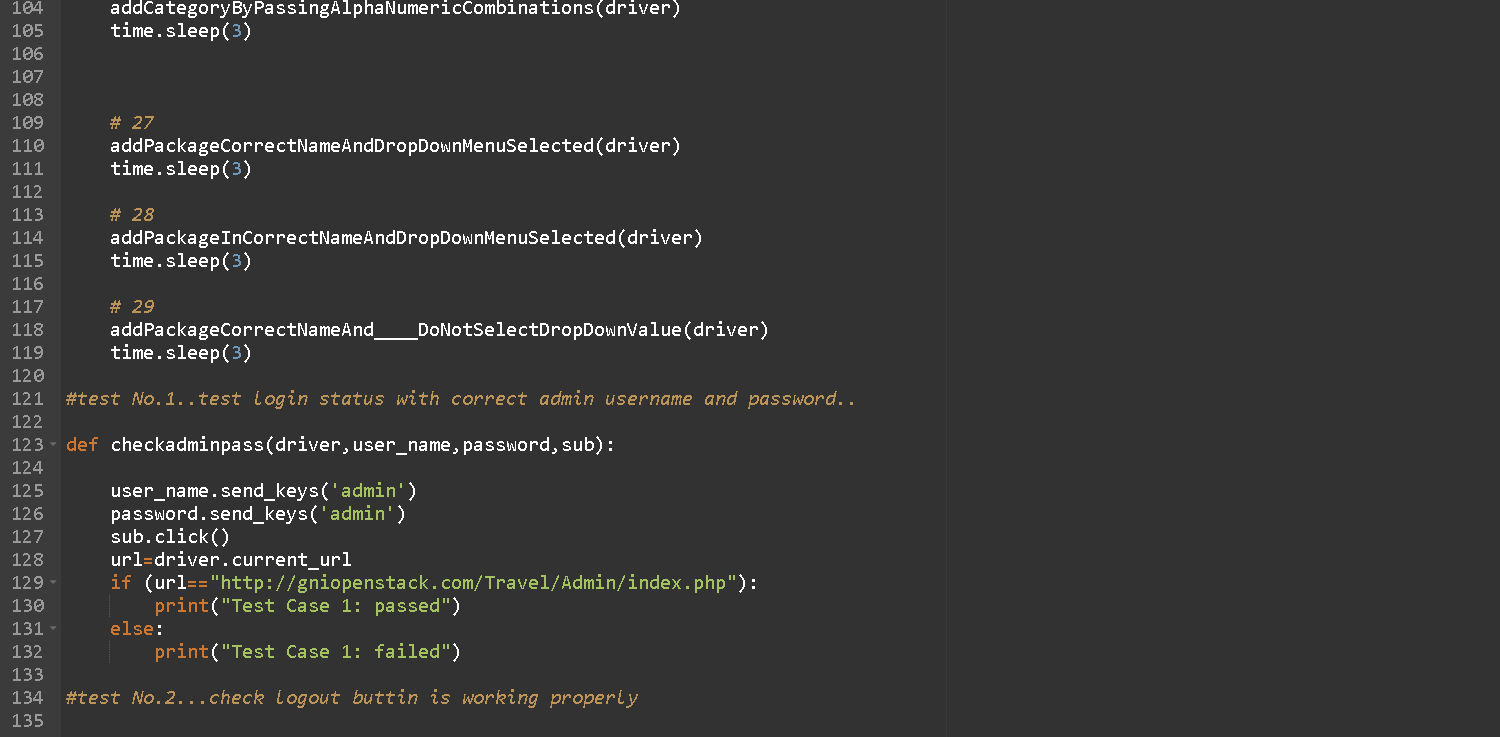 104 addCategoryByPassingAlphaNumericCombinations(driver)
105 time.sleep(3)
106
107
108
109 # 27
110 addPackageCorrectNameAndDropDownMenuSelected(driver)
111 time.sleep(3)
112
113 # 28
114 addPackageInCorrectNameAndDropDownMenuSelected(driver)
115 time.sleep(3)
116
117 # 29
118 addPackageCorrectNameAnd____DoNotSelectDropDownValue(driver)
119 time.sleep(3)
120
121 #test No.1..test login status with correct admin username and password..
122
123 def checkadminpass(driver,user_name,password,sub):
124
125 user_name.send_keys('admin')
126 password.send_keys('admin')
127 sub.click()
128 url=driver.current_url
129 if (url=="http://gniopenstack.com/Travel/Admin/index.php"):
130 print("Test Case 1: passed")
131 else:
132 print("Test Case 1: failed")
133
134 #test No.2...check logout buttin is working properly
135